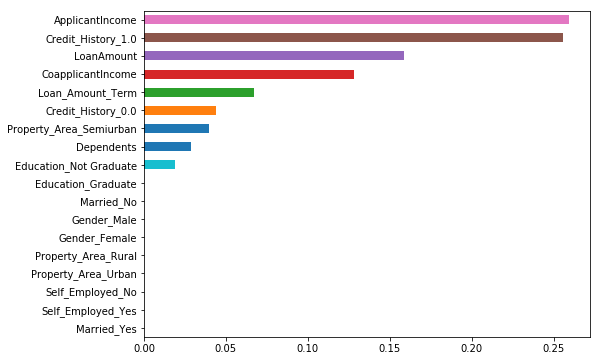 ApplicantIncome
Credit_History_1.0
LoanAmount
CoapplicantIncome
Loan_Amount_Term
Credit_History_0.0
Property_Area_Semiurban
Dependents
Education_Not Graduate
Education_Graduate
Married_No
Gender_Male
Gender_Female
Property_Area_Rural
Property_Area_Urban
Self_Employed_No
Self_Employed_Yes
Married_Yes
0.00 0.05 0.10 0.15 0.20 0.25